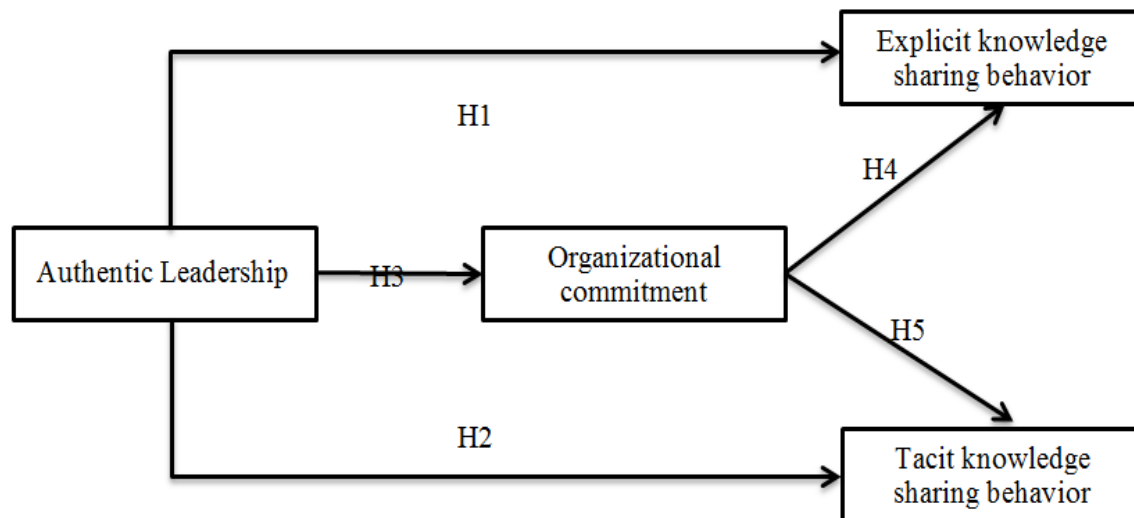 Explicit knowledge
sharing behavior
H1
H4
Authentic Leadership
H3
Organizational
commitment
H5
H2
Tacit knowledge
sharing behavior